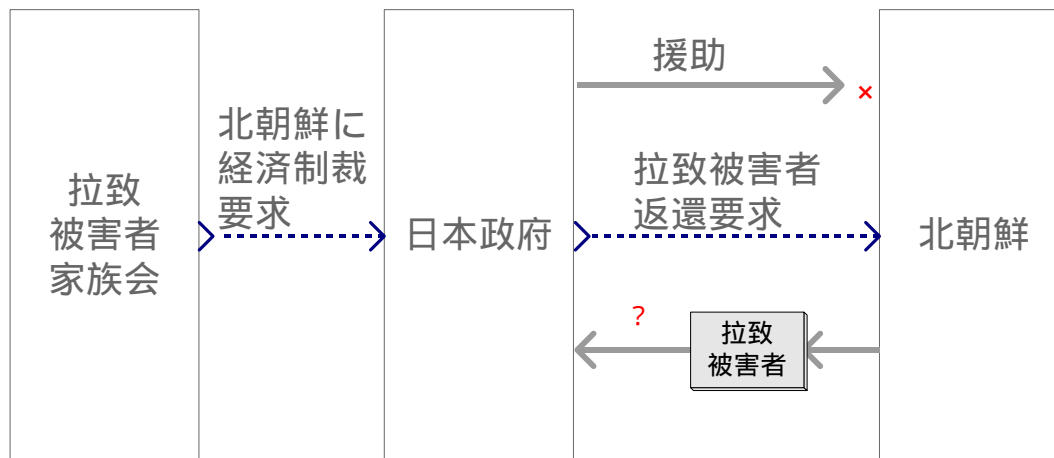 拉致
被害者
家族会
北朝鮮に
経済制裁
要求
日本政府
援助
×
拉致被害者
返還要求
?
拉致
被害者
北朝鮮